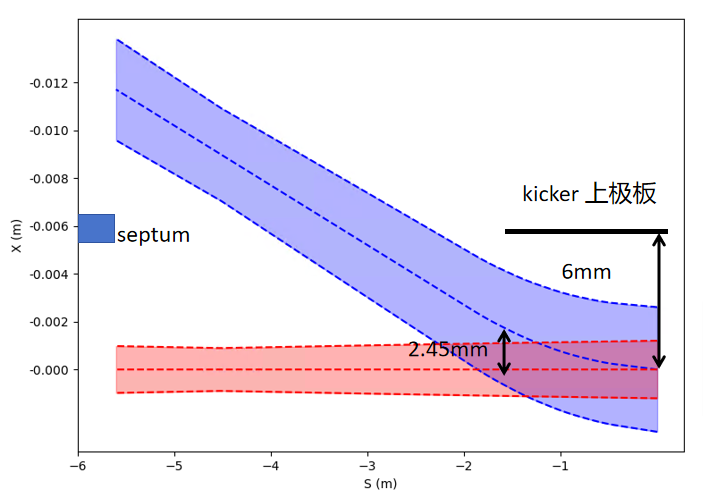 -0.012
-0.010
-0.008
-0.006
-0.004
-0.002
-0.000
X (m)
kicker 上极板
septum
6mm
2.45mm
−6
−5
−4
−3
−2
−1
S (m)